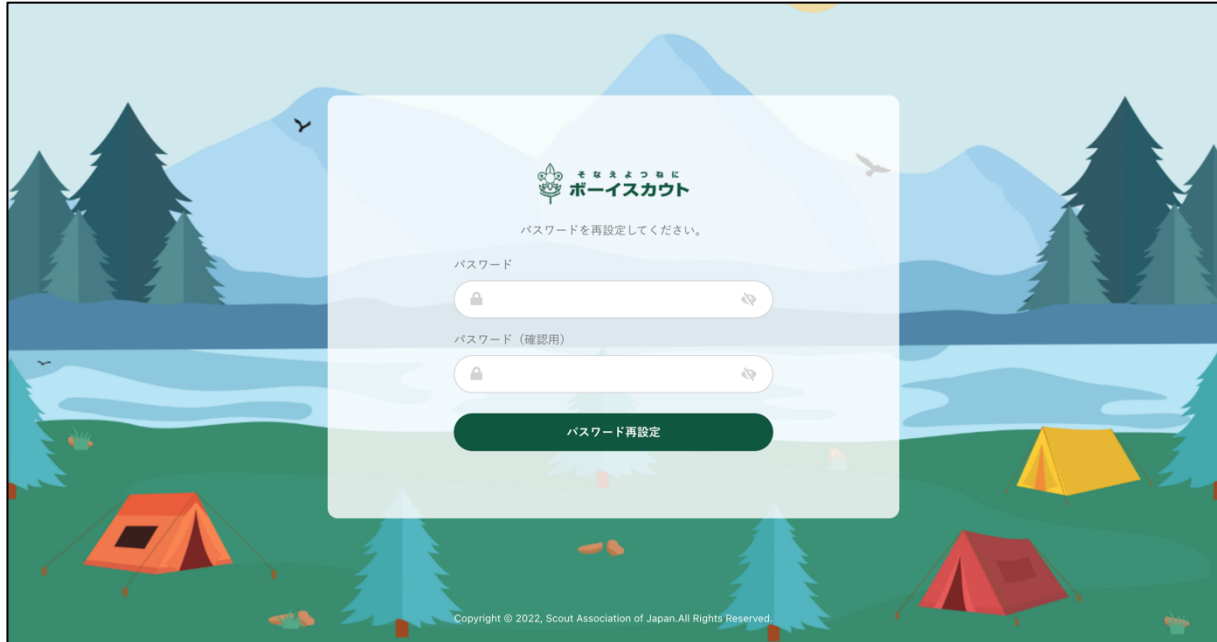 そなえよつねに
ボーイスカウト
パスワードを再設定してください。
パスワード
パスワード（確認用）
パスワード再設定
Copyright © 2022, Scout Association of Japan.All Rights Reserved.